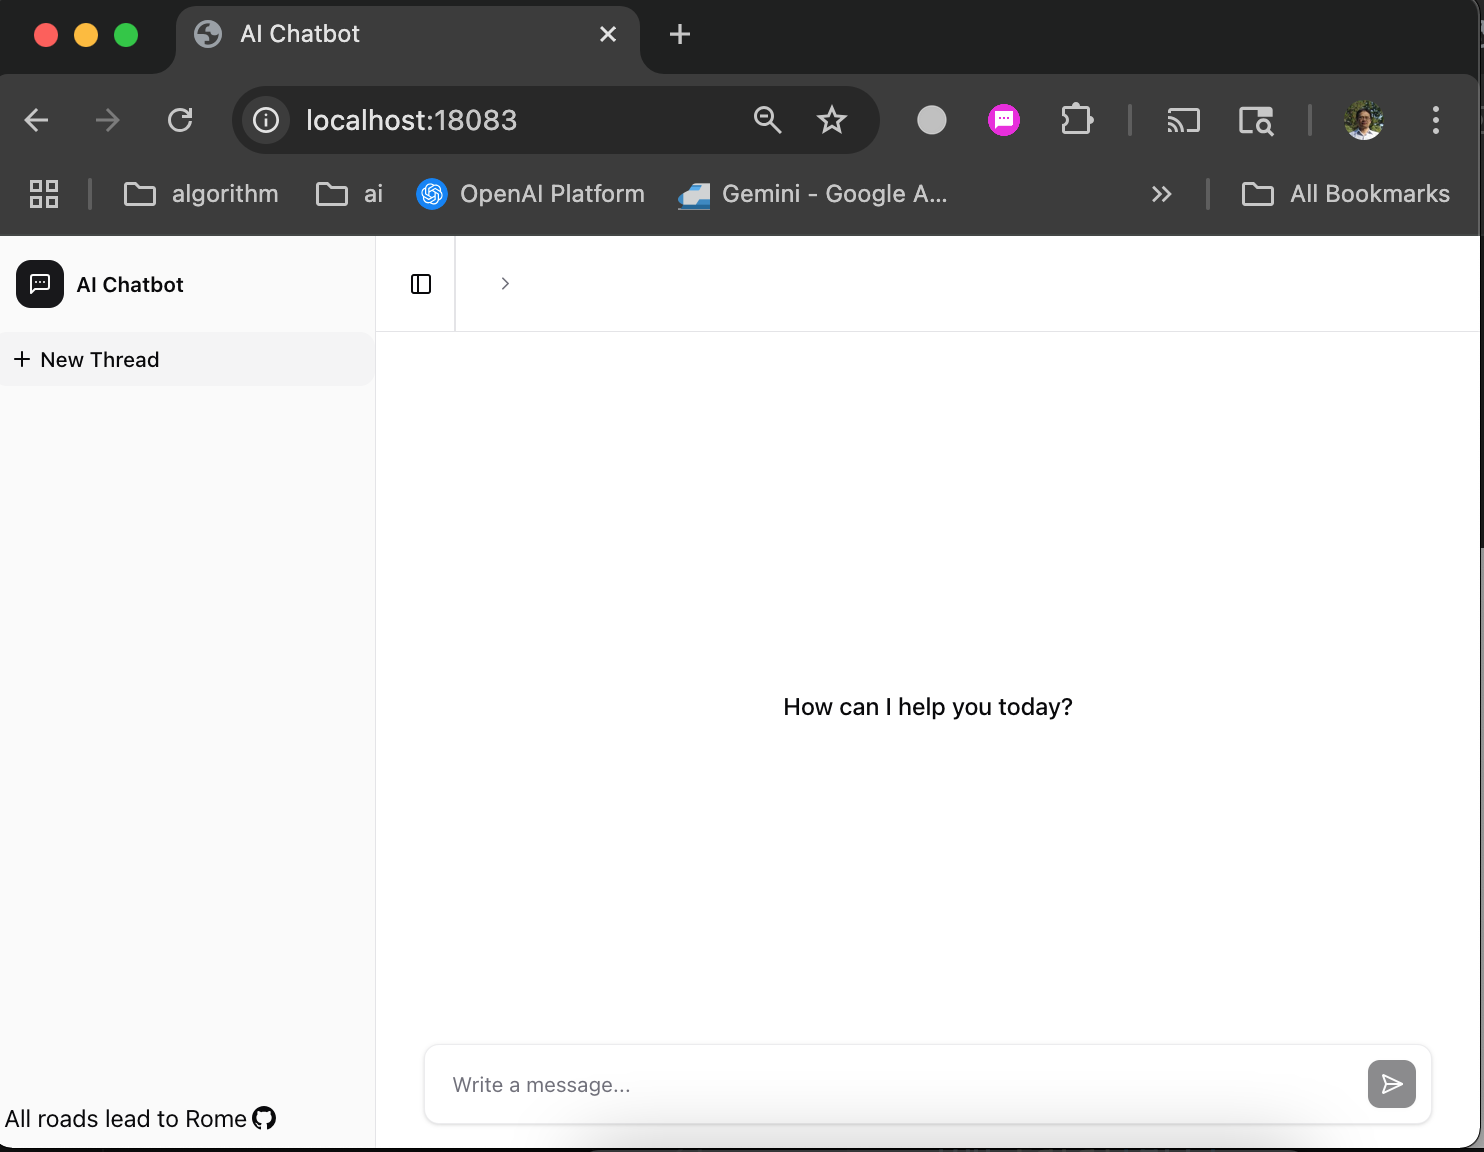 AI Chatbot
localhost:18083
algorithm
ai
OpenAI Platform
Gemini - Google A...
All Bookmarks
AI Chatbot
New Thread
How can I help you today?
Write a message...
All roads lead to Rome